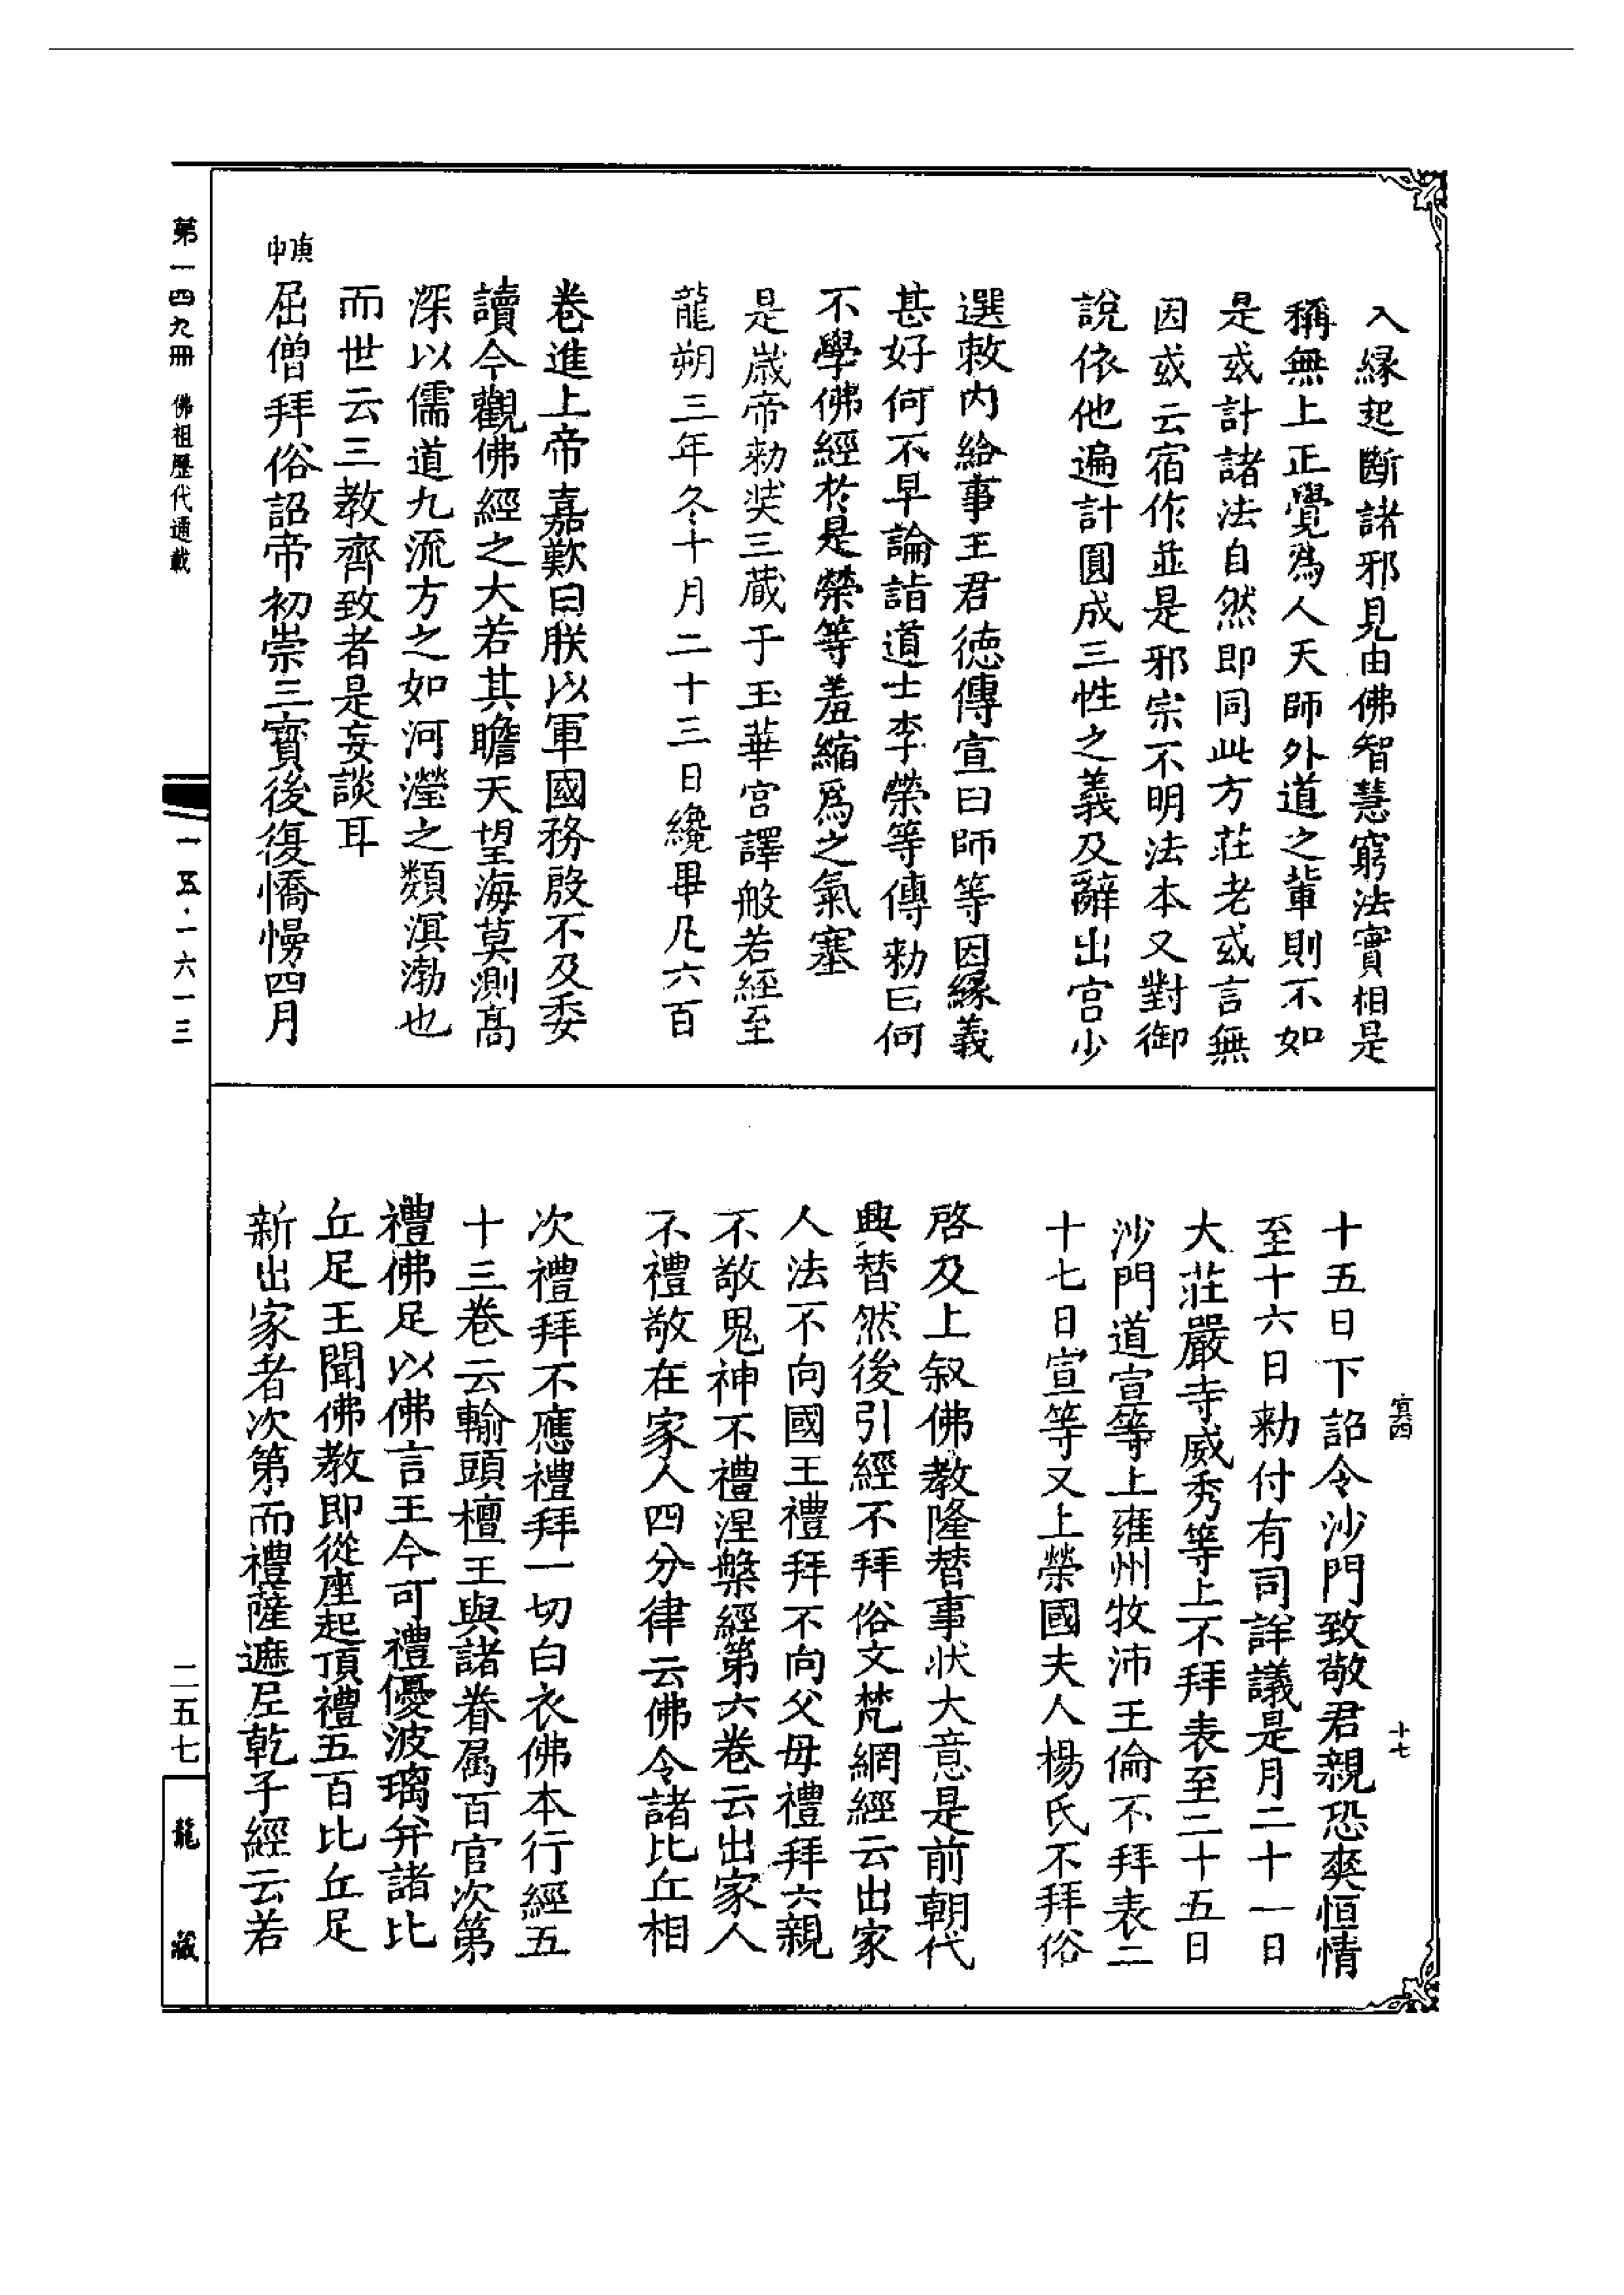 入緣起斷諸邪見由佛智慧窮法實相是
稱無上正覺為人天師外道之輩則不如
是或計諸法自然即同此方莊老或言無
因或云宿作並是邪宗不明法本又對御
說依他遍計圓成三性之義及辭出宮少
選敕內給事王君德傳宣曰師等因緣義
甚好何不早論詣道士李榮等傳勑曰何
不學佛經於是榮等羞縮為之氣塞
是歲帝勑奘三藏于玉華宮譯般若經至
龍朔三年冬十月二十三日纔畢凡六百
卷進上帝嘉歎曰朕以軍國務殷不及委
讀今觀佛經之大若其瞻天望海莫測高
深以儒道九流方之如河瀅之類溟渤也
而世云三教齊致者是妄談耳
庚申
屈僧拜俗詔帝初崇三寶後復憍慢四月
十五日下詔令沙門致敬君親恐爽恒情
至十六日勑付有司詳議是月二十一日
大莊嚴寺威秀等上不拜表至二十五日
沙門道宣等上雍州牧沛王倫不拜表二
十七日宣等又上榮國夫人楊氏不拜俗
啓及上叙佛教隆替事狀大意是前朝代
興替然後引經不拜俗文梵網經云出家
人法不向國王禮拜不向父母禮拜六親
不敬鬼神不禮涅槃經第六卷云出家人
不禮敬在家人四分律云佛令諸比丘相
次禮拜不應禮拜一切白衣佛本行經五
十三卷云輸頭檀王與諸眷屬百官次第
禮佛足以佛言王今可禮優波璃弁諸比
丘足王聞佛教即從座起頂禮五百比丘足
新出家者次第而禮薩遮尼乾子經云若
十七
第一四九冊 佛祖歷代通載
一五·一六一三
二五七
龍藏